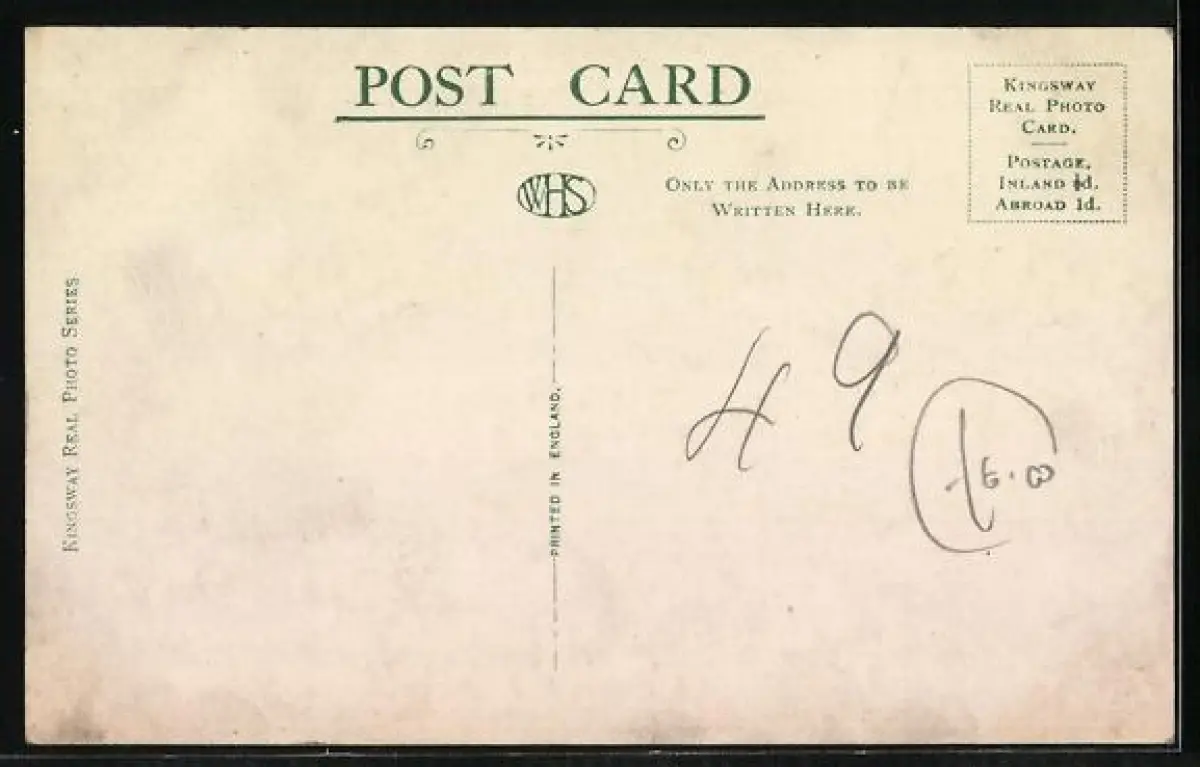 POST CARD
WHS
ONLY THE ADDRESS TO BE
WRITTEN HERE.
KINGSWAY
REAL PHOTO
CARD.
POSTAGE,
INLAND ½d.
ABROAD 1d.
KINGSWAY REAL PHOTO SERIES
PRINTED IN ENGLAND.
49